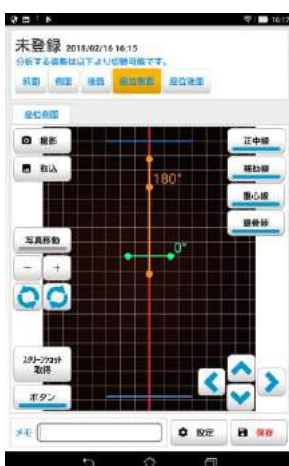 16:17
未登録 2018/02/16 16:15
分析する姿勢は以下より切替可能です。
前面 側面 後面 座位側面 座位後面
座位側面
撮影
正中線
取込
補助線
180°
重心線
写真移動
0°
- +
スクリーンショット
取得
ボタン
メモ
設定
保存